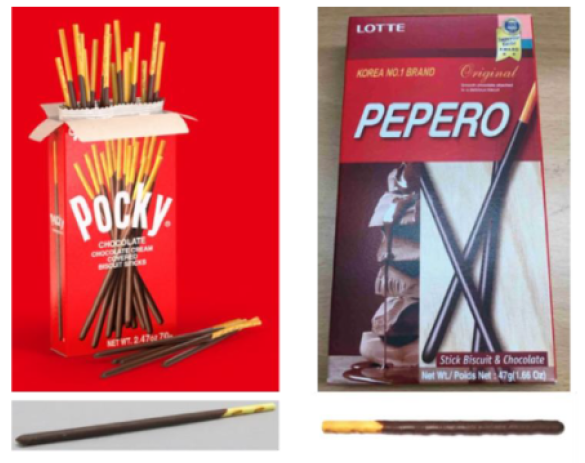 POCKY®
CHOCOLATE
CHOCOLATE CREAM
COVERED
BISCUIT STICKS
NET WT. 2.47oz
LOTTE
KOREA NO.1 BRAND
Original
PEPERO
Stick Biscuit & Chocolate
Net Wt./ Poids Net : 47g(1.66 Oz)